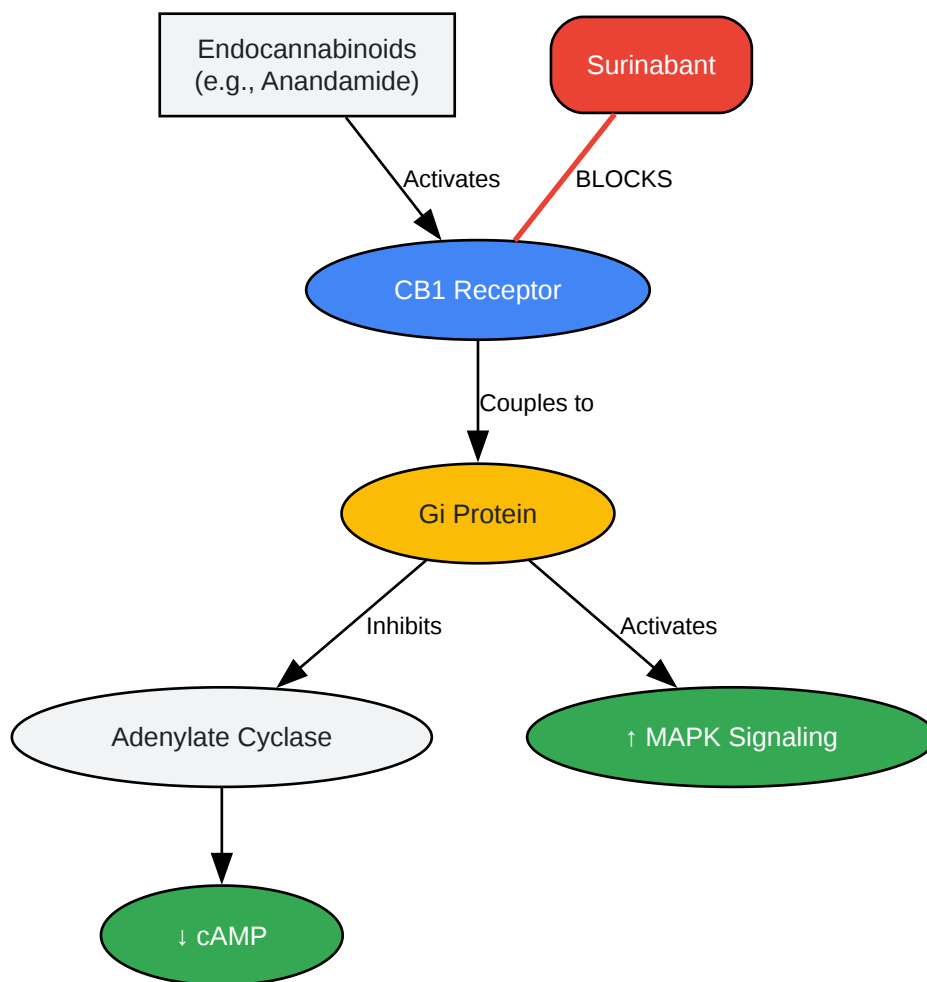 Endocannabinoids
(e.g., Anandamide)
Surinabant
Activates
BLOCKS
CB1 Receptor
Couples to
Gi Protein
Inhibits
Activates
Adenylate Cyclase
↑ MAPK Signaling
↓ cAMP